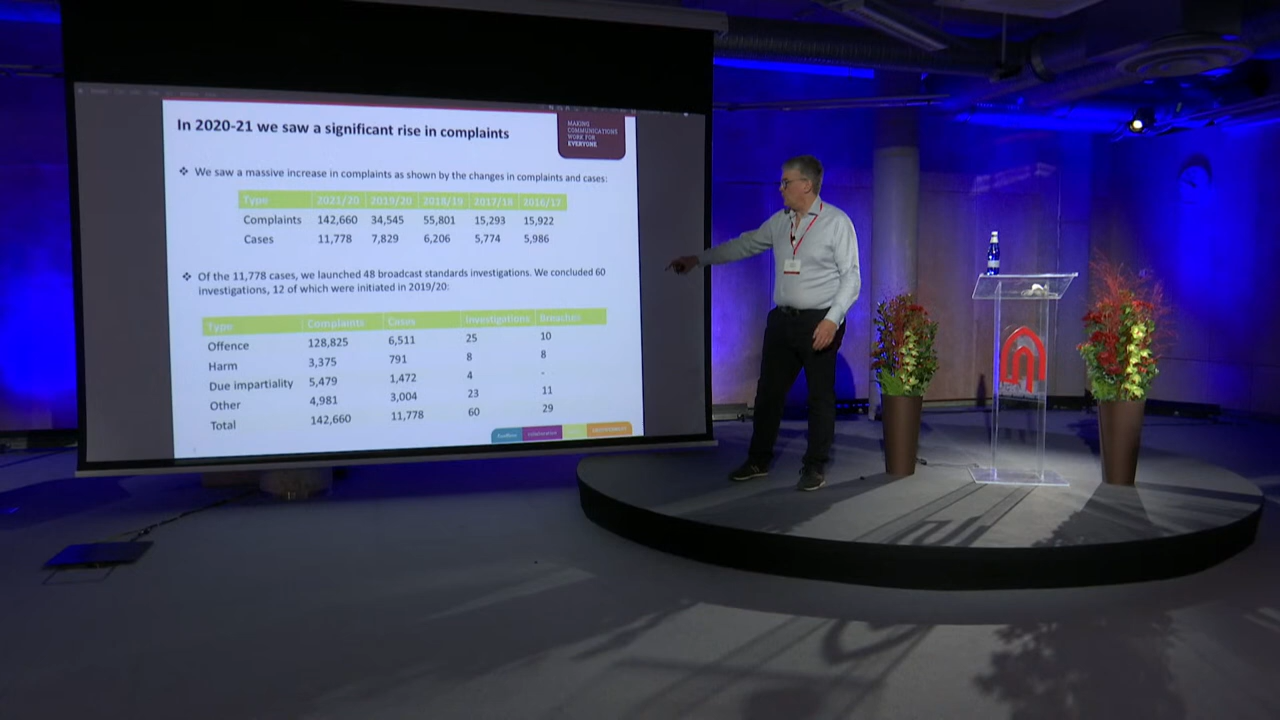 In 2020-21 we saw a significant rise in complaints
MAKING
COMMUNICATIONS
WORK FOR
EVERYONE
❖ We saw a massive increase in complaints as shown by the changes in complaints and cases:
Type 2021/20 2019/20 2018/19 2017/18 2016/17
Complaints 142,660 34,545 55,801 15,293 15,922
Cases 11,778 7,829 6,206 5,774 5,986
❖ Of the 11,778 cases, we launched 48 broadcast standards investigations. We concluded 60
investigations, 12 of which were initiated in 2019/20:
Type Complaints Cases Investigations Breaches
Offence 128,825 6,511 25 10
Harm 3,375 791 8 8
Due impartiality 5,479 1,472 4 -
Other 4,981 3,004 23 11
Total 142,660 11,778 60 29